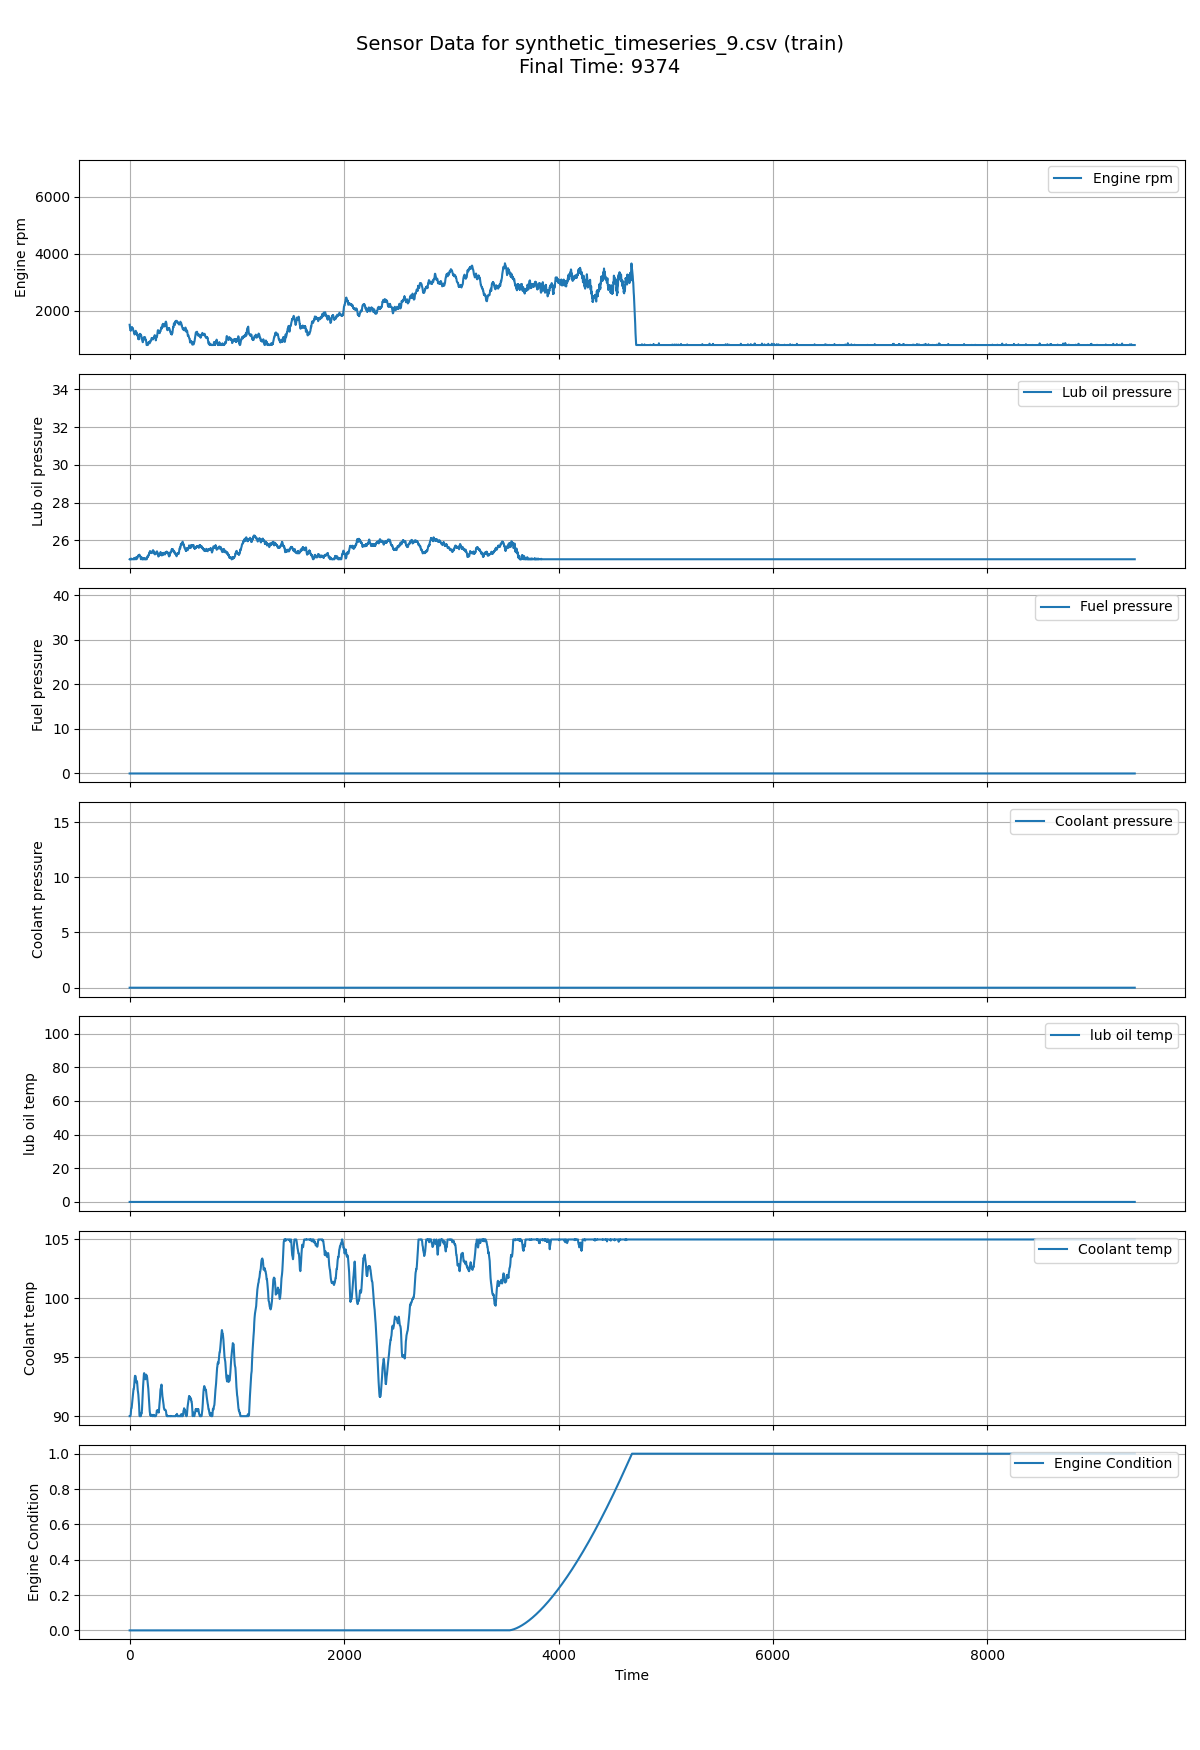 Sensor Data for synthetic_timeseries_9.csv (train)
Final Time: 9374
Engine rpm
6000
4000
2000
Engine rpm
Lub oil pressure
34
32
30
28
26
Lub oil pressure
Fuel pressure
40
30
20
10
0
Fuel pressure
Coolant pressure
15
10
5
0
Coolant pressure
lub oil temp
100
80
60
40
20
0
lub oil temp
Coolant temp
105
100
95
90
Coolant temp
Engine Condition
1.0
0.8
0.6
0.4
0.2
0.0
Engine Condition
0 2000 4000 6000 8000
Time